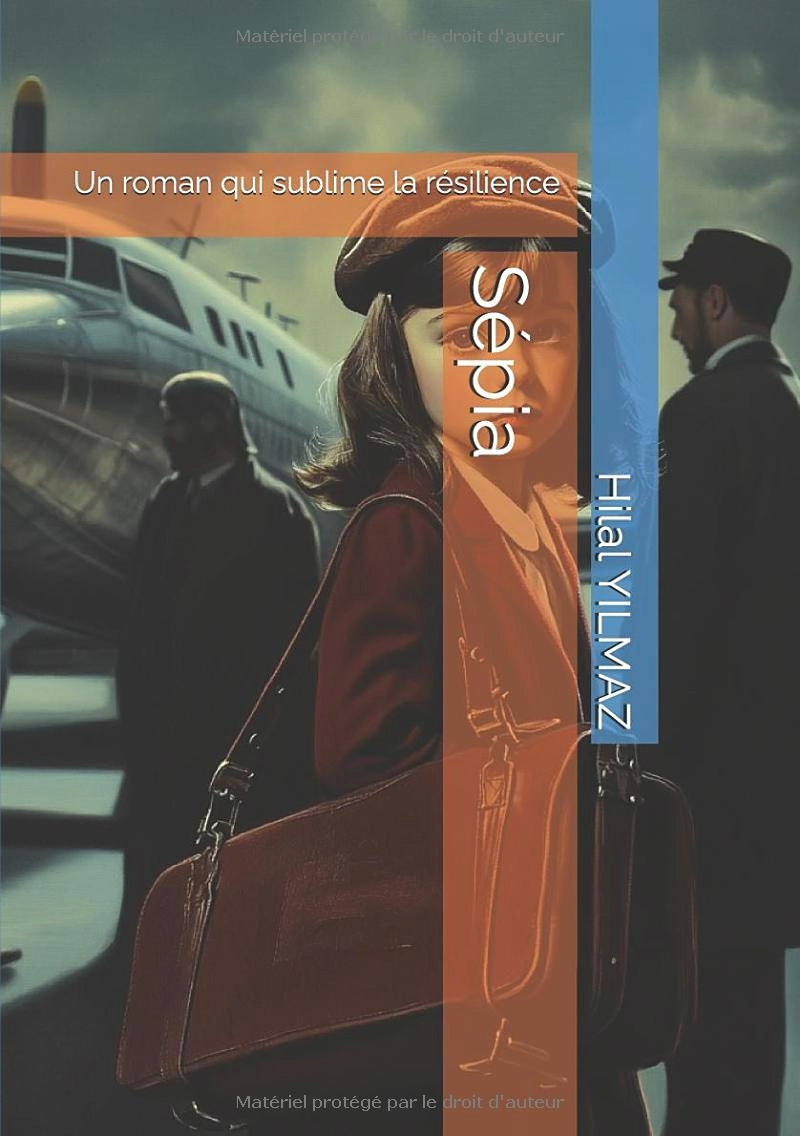 Matériel protégé par le droit d'auteur
Un roman qui sublime la résilience
Sépia
Hilal YILMAZ
Matériel protégé par le droit d'auteur